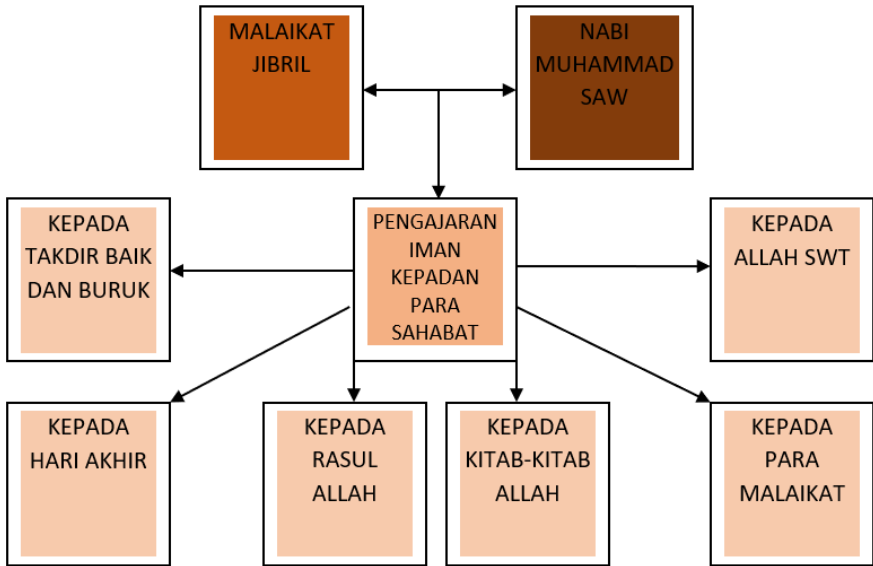 MALAIKAT
JIBRIL
NABI
MUHAMMAD
SAW
KEPADA
TAKDIR BAIK
DAN BURUK
PENGAJARAN
IMAN
KEPADAN
PARA
SAHABAT
KEPADA
ALLAH SWT
KEPADA
HARI AKHIR
KEPADA
RASUL
ALLAH
KEPADA
KITAB-KITAB
ALLAH
KEPADA
PARA
MALAIKAT